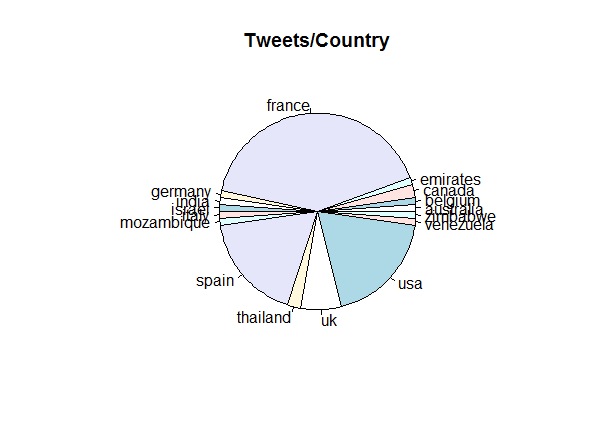 Tweets/Country
france
emirates
canada
belgium
australia
zimbabwe
venezuela
germany
india
israel
italy
mozambique
spain
usa
thailand
uk